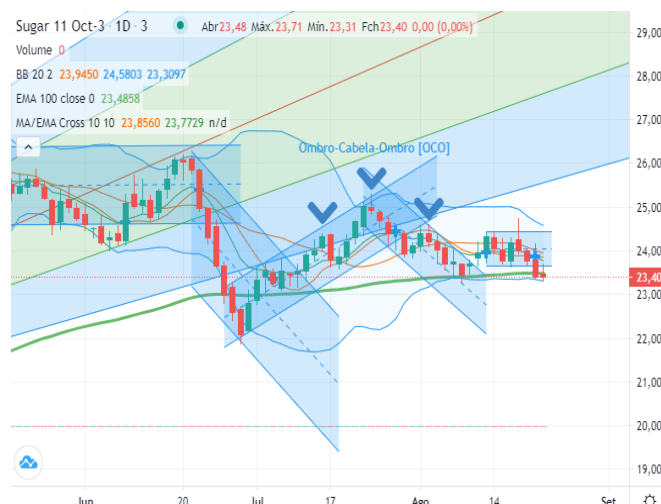 Sugar 11 Oct-3 · 1D · 3 Abr23,48 Máx.23,71 Mín.23,31 Fch23,40 0,00 (0,00%)
Volume 0
BB 20 2 23,9450 24,5803 23,3097
EMA 100 close 0 23,4858
MA/EMA Cross 10 10 23,8560 23,7729 n/d
Ombro-Cabela-Ombro [OCO]
29,00
28,00
27,00
26,00
25,00
24,00
23,40
23,00
22,00
21,00
20,00
19,00
Jun 20 Jul 17 Ago 14 Set